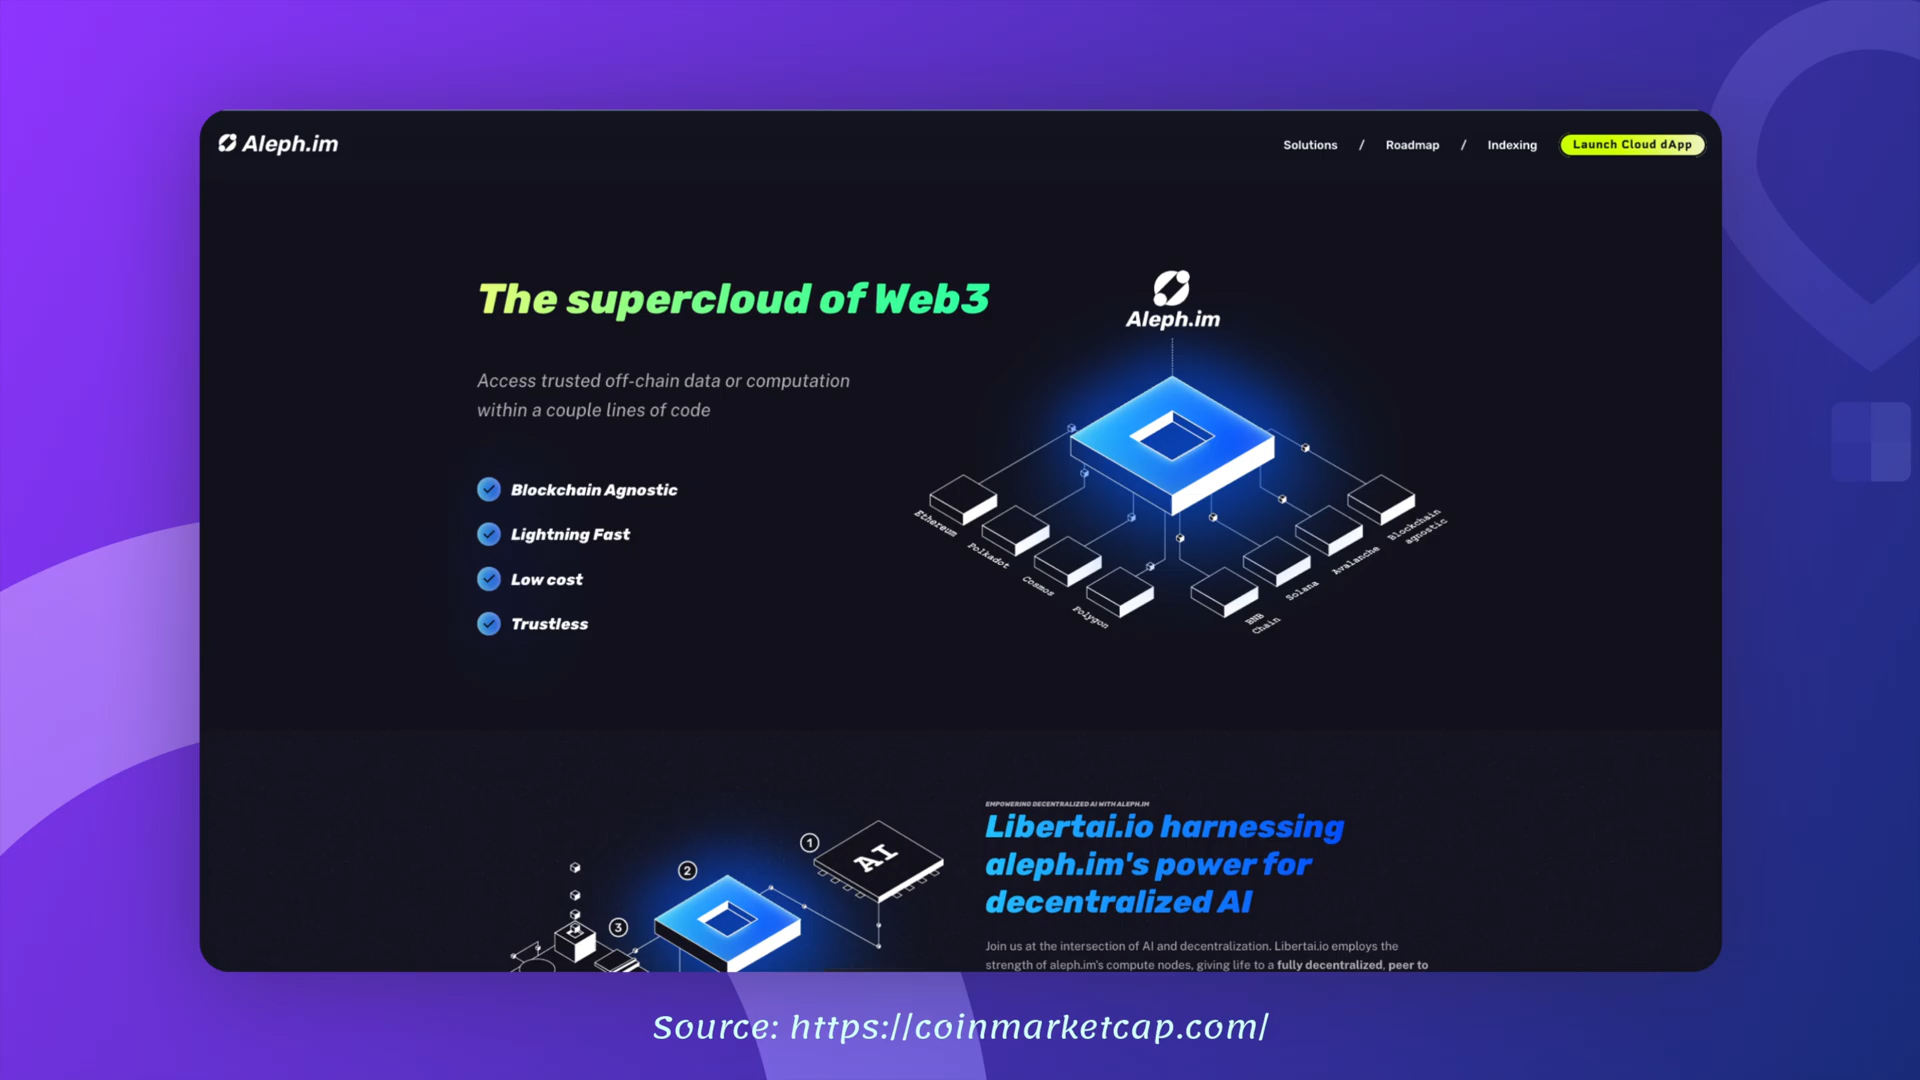 Aleph.im
Solutions / Roadmap / Indexing Launch Cloud dApp
The supercloud of Web3
Access trusted off-chain data or computation
within a couple lines of code
Blockchain Agnostic
Lightning Fast
Low cost
Trustless
Aleph.im
Ethereum
Polkadot
Cosmos
Polygon
BNB
Chain
Solana
Avalanche
Blockchain
agnostic
1
AI
2
3
EMPOWERING DECENTRALIZED AI WITH ALEPH.IM
Libertai.io harnessing
aleph.im's power for
decentralized AI
Join us at the intersection of AI and decentralization. Libertai.io employs the
strength of aleph.im's compute nodes, giving life to a fully decentralized, peer to
Source: https://coinmarketcap.com/